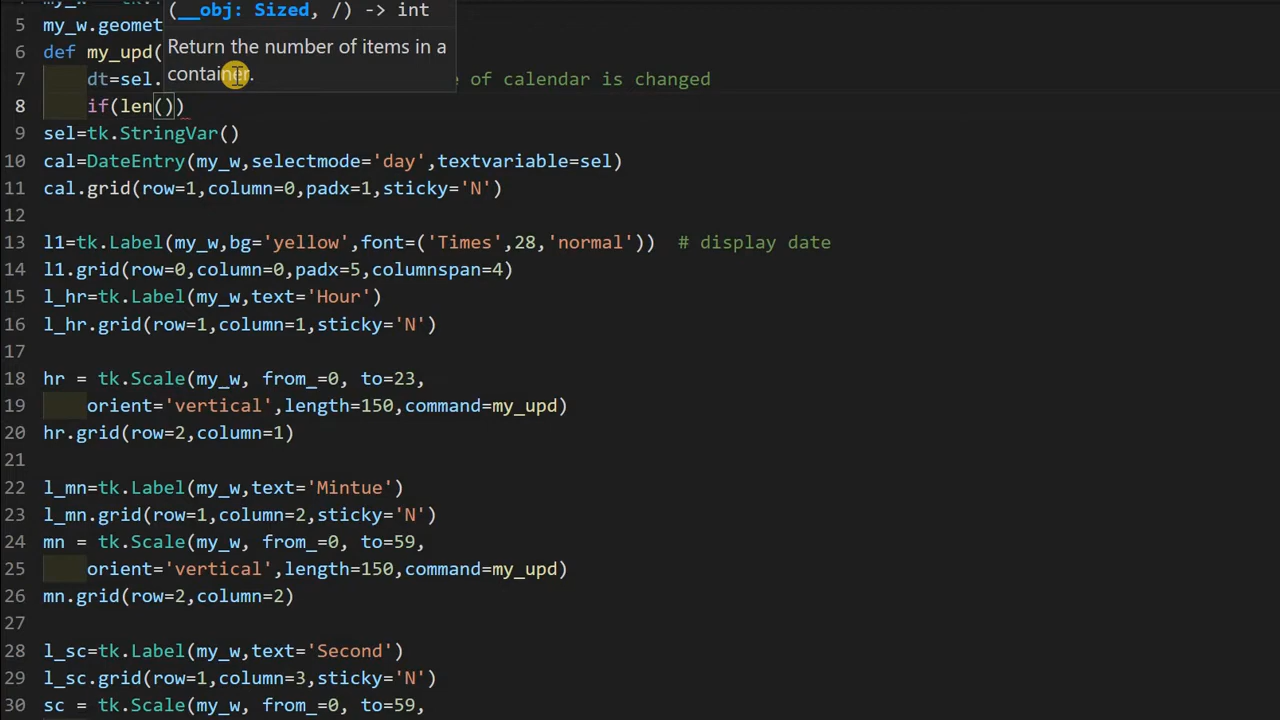 (__obj: Sized, /) -> int
5 my_w.geomet
Return the number of items in a
6 def my_upd(
container.
7 dt=sel. e of calendar is changed
8 if(len())
9 sel=tk.StringVar()
10 cal=DateEntry(my_w,selectmode='day',textvariable=sel)
11 cal.grid(row=1,column=0,padx=1,sticky='N')
12
13 l1=tk.Label(my_w,bg='yellow',font=('Times',28,'normal'))  # display date
14 l1.grid(row=0,column=0,padx=5,columnspan=4)
15 l_hr=tk.Label(my_w,text='Hour')
16 l_hr.grid(row=1,column=1,sticky='N')
17
18 hr = tk.Scale(my_w, from_=0, to=23,
19     orient='vertical',length=150,command=my_upd)
20 hr.grid(row=2,column=1)
21
22 l_mn=tk.Label(my_w,text='Mintue')
23 l_mn.grid(row=1,column=2,sticky='N')
24 mn = tk.Scale(my_w, from_=0, to=59,
25     orient='vertical',length=150,command=my_upd)
26 mn.grid(row=2,column=2)
27
28 l_sc=tk.Label(my_w,text='Second')
29 l_sc.grid(row=1,column=3,sticky='N')
30 sc = tk.Scale(my_w, from_=0, to=59,